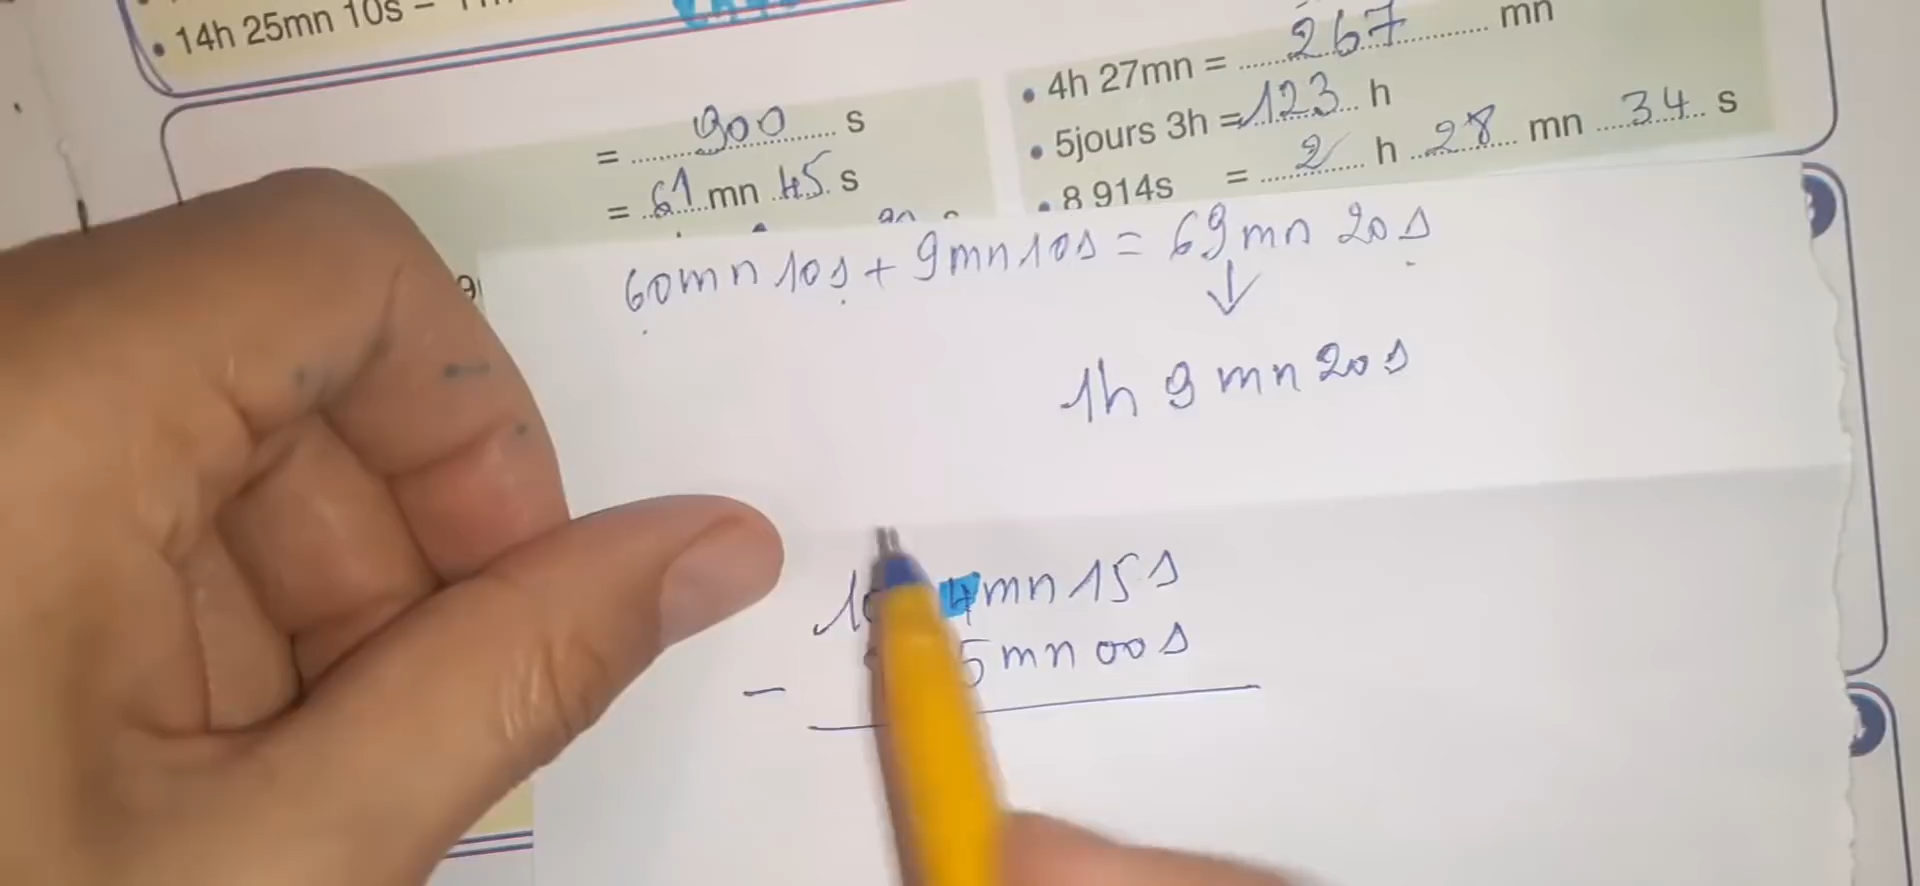 • 14h 25mn 10s -
= 900 s
= 61 mn 45 s
• 4h 27mn = 267 mn
• 5jours 3h = 123 h
• 8 914s = 2 h 28 mn 34 s
60mn 10s + 9mn 10s = 69mn 20s
↓
1h 9mn 20s
4mn 15s
- 5mn 00s